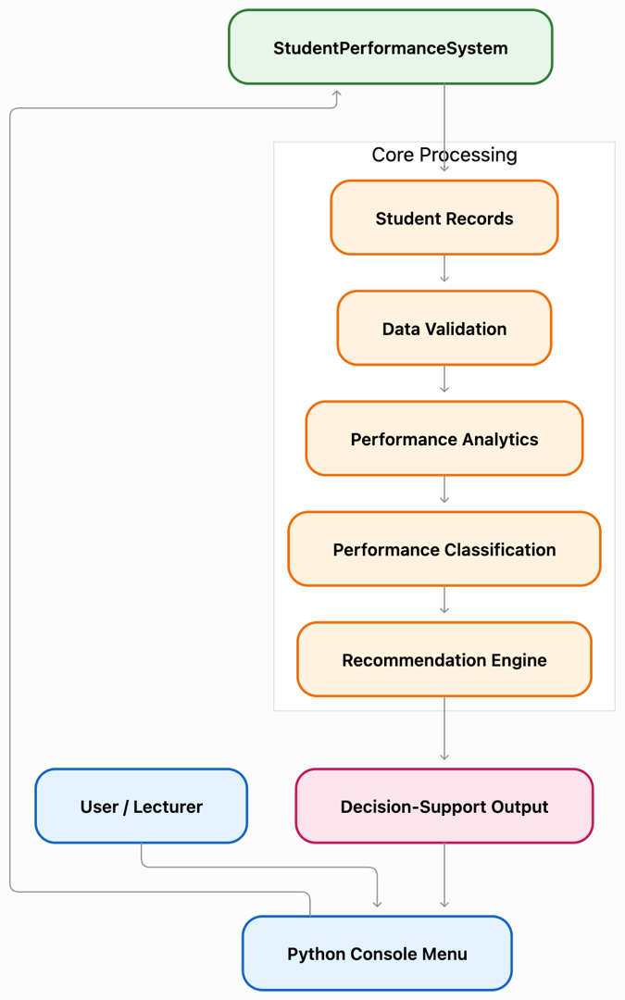 StudentPerformanceSystem
Core Processing
Student Records
Data Validation
Performance Analytics
Performance Classification
Recommendation Engine
User / Lecturer
Decision-Support Output
Python Console Menu